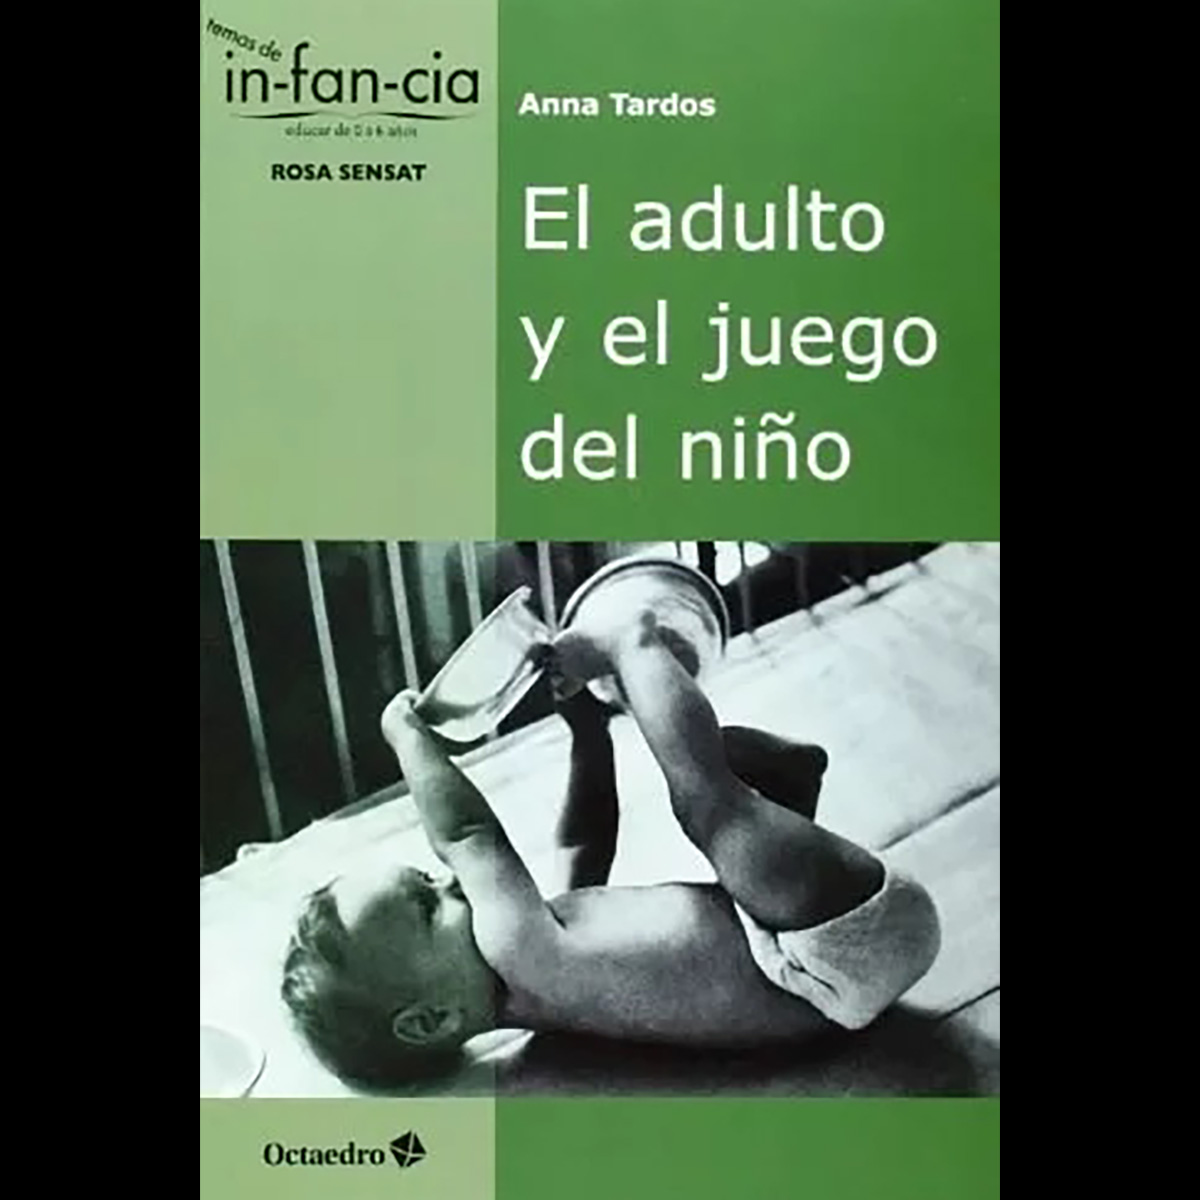 temas de
in-fan-cia
educar de 0 a 6 años
ROSA SENSAT
Anna Tardos
El adulto
y el juego
del niño
Octaedro